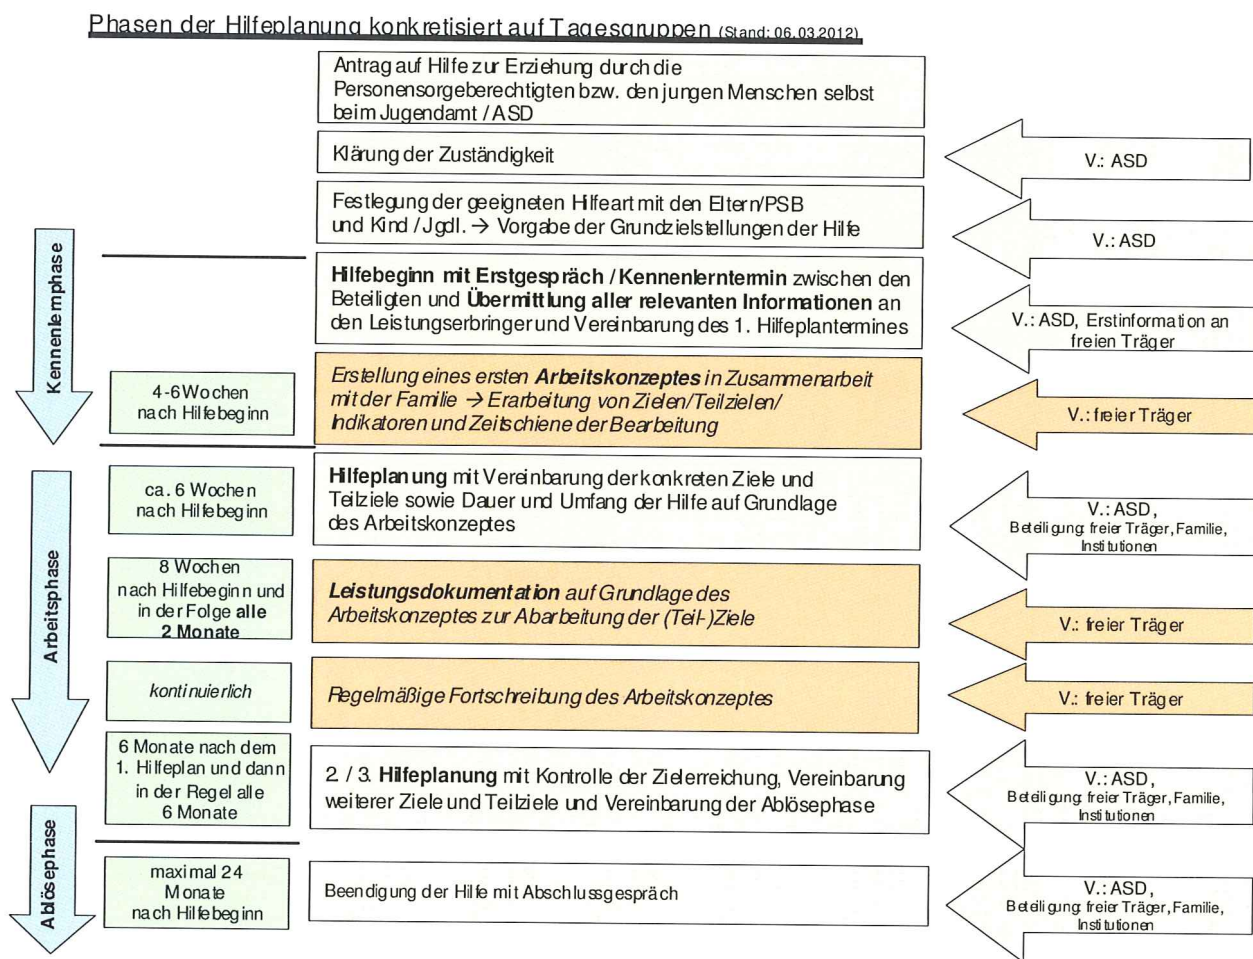 Phasen der Hilfeplanung konkretisiert auf Tagesgruppen (Stand: 06.03.2012)
Antrag auf Hilfe zur Erziehung durch die
Personensorgeberechtigten bzw. den jungen Menschen selbst
beim Jugendamt / ASD
Klärung der Zuständigkeit
V.: ASD
Festlegung der geeigneten Hilfeart mit den Eltern/PSB
und Kind / Jgdl. → Vorgabe der Grundzielstellungen der Hilfe
V.: ASD
Kennenlernphase
Hilfebeginn mit Erstgespräch / Kennenlerntermin zwischen den
Beteiligten und Übermittlung aller relevanten Informationen an
den Leistungserbringer und Vereinbarung des 1. Hilfeplantermines
V.: ASD, Erstinformation an
freien Träger
4-6 Wochen
nach Hilfebeginn
Erstellung eines ersten Arbeitskonzeptes in Zusammenarbeit
mit der Familie → Erarbeitung von Zielen/Teilzielen/
Indikatoren und Zeitschiene der Bearbeitung
V.: freier Träger
Arbeitsphase
ca. 6 Wochen
nach Hilfebeginn
Hilfeplanung mit Vereinbarung der konkreten Ziele und
Teilziele sowie Dauer und Umfang der Hilfe auf Grundlage
des Arbeitskonzeptes
V.: ASD,
Beteiligung: freier Träger, Familie,
Institutionen
8 Wochen
nach Hilfebeginn und
in der Folge alle
2 Monate
Leistungsdokumentation auf Grundlage des
Arbeitskonzeptes zur Abarbeitung der (Teil-)Ziele
V.: freier Träger
kontinuierlich
Regelmäßige Fortschreibung des Arbeitskonzeptes
V.: freier Träger
6 Monate nach dem
1. Hilfeplan und dann
in der Regel alle
6 Monate
2. / 3. Hilfeplanung mit Kontrolle der Zielerreichung, Vereinbarung
weiterer Ziele und Teilziele und Vereinbarung der Ablösephase
V.: ASD,
Beteiligung: freier Träger, Familie,
Institutionen
Ablösephase
maximal 24
Monate
nach Hilfebeginn
Beendigung der Hilfe mit Abschlussgespräch
V.: ASD,
Beteiligung: freier Träger, Familie,
Institutionen